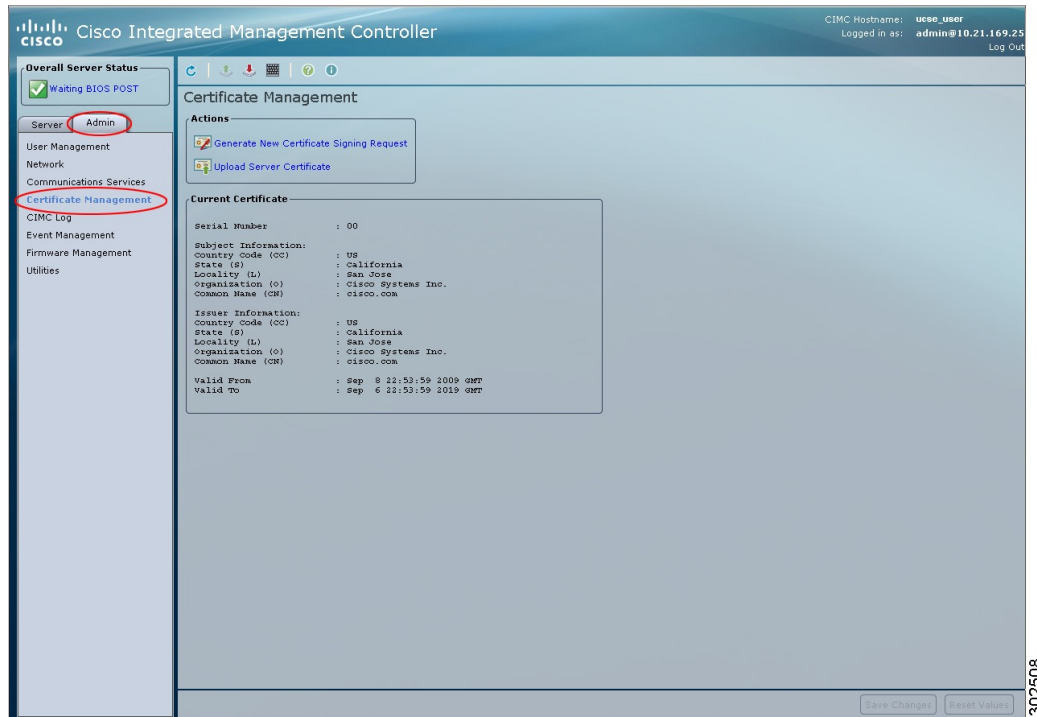 CISCO Cisco Integrated Management Controller
CIMC Hostname: ucse_user
Logged in as: admin@10.21.169.25
Log Out
Overall Server Status
Waiting BIOS POST
Server Admin
User Management
Network
Communications Services
Certificate Management
CIMC Log
Event Management
Firmware Management
Utilities
Certificate Management
Actions
Generate New Certificate Signing Request
Upload Server Certificate
Current Certificate
Serial Number : 00
Subject Information:
Country Code (CC) : US
State (S) : California
Locality (L) : San Jose
Organization (O) : Cisco Systems Inc.
Common Name (CN) : cisco.com
Issuer Information:
Country Code (CC) : US
State (S) : California
Locality (L) : San Jose
Organization (O) : Cisco Systems Inc.
Common Name (CN) : cisco.com
Valid From : Sep 8 22:53:59 2009 GMT
Valid To : Sep 6 22:53:59 2019 GMT
Save Changes Reset Values
302508